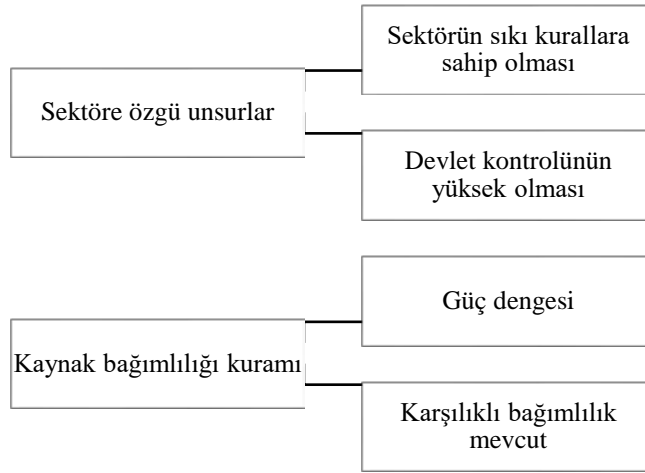 Sektöre özgü unsurlar
Sektörün sıkı kurallara
sahip olması
Devlet kontrolünün
yüksek olması
Kaynak bağımlılığı kuramı
Güç dengesi
Karşılıklı bağımlılık
mevcut